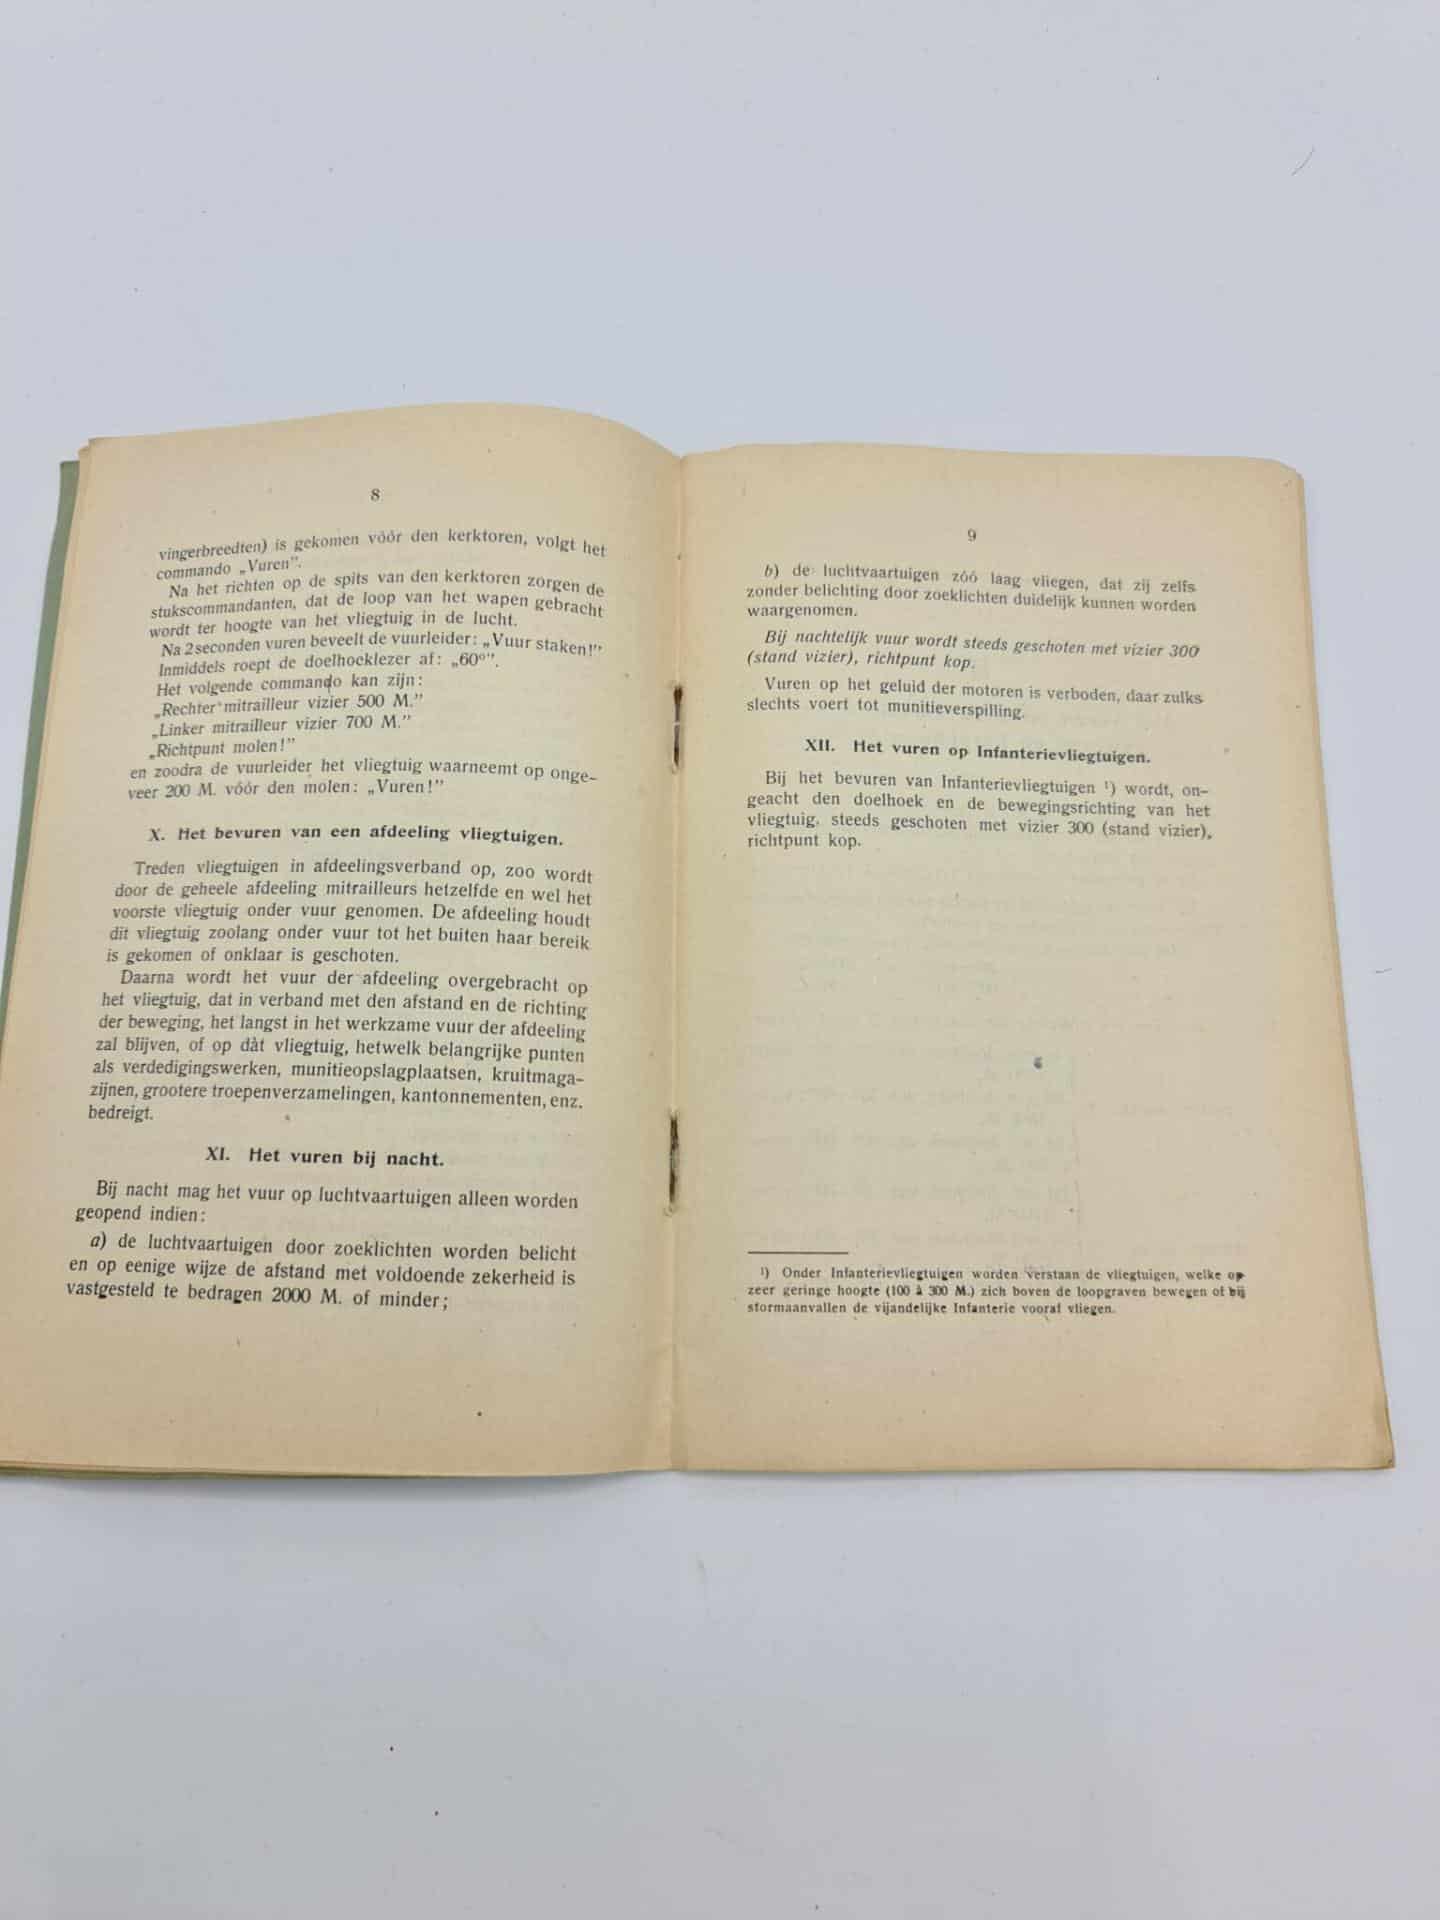 8
vingerbreedten) is gekomen vóór den kerktoren, volgt het
commando „Vuren".
Na het richten op de spits van den kerktoren zorgen de
stukscommandanten, dat de loop van het wapen gebracht
wordt ter hoogte van het vliegtuig in de lucht.
Na 2 seconden vuren beveelt de vuurleider: „Vuur staken!"
Inmiddels roept de doelhoeklezer af: „60°".
Het volgende commando kan zijn:
„Rechter mitrailleur vizier 500 M."
„Linker mitrailleur vizier 700 M."
„Richtpunt molen!"
en zoodra de vuurleider het vliegtuig waarneemt op onge-
veer 200 M. vóór den molen: „Vuren!"
X. Het bevuren van een afdeeling vliegtuigen.
Treden vliegtuigen in afdeelingsverband op, zoo wordt
door de geheele afdeeling mitrailleurs hetzelfde en wel het
voorste vliegtuig onder vuur genomen. De afdeeling houdt
dit vliegtuig zoolang onder vuur tot het buiten haar bereik
is gekomen of onklaar is geschoten.
Daarna wordt het vuur der afdeeling overgebracht op
het vliegtuig, dat in verband met den afstand en de richting
der beweging, het langst in het werkzame vuur der afdeeling
zal blijven, of op dàt vliegtuig, hetwelk belangrijke punten
als verdedigingswerken, munitieopslagplaatsen, kruitmaga-
zijnen, grootere troepenverzamelingen, kantonnementen, enz.
bedreigt.
XI. Het vuren bij nacht.
Bij nacht mag het vuur op luchtvaartuigen alleen worden
geopend indien:
a) de luchtvaartuigen door zoeklichten worden belicht
en op eenige wijze de afstand met voldoende zekerheid is
vastgesteld te bedragen 2000 M. of minder;
9
b) de luchtvaartuigen zóó laag vliegen, dat zij zelfs
zonder belichting door zoeklichten duidelijk kunnen worden
waargenomen.
Bij nachtelijk vuur wordt steeds geschoten met vizier 300
(stand vizier), richtpunt kop.
Vuren op het geluid der motoren is verboden, daar zulks
slechts voert tot munitieverspilling.
XII. Het vuren op Infanterievliegtuigen.
Bij het bevuren van Infanterievliegtuigen ¹) wordt, on-
geacht den doelhoek en de bewegingsrichting van het
vliegtuig, steeds geschoten met vizier 300 (stand vizier),
richtpunt kop.
¹) Onder Infanterievliegtuigen worden verstaan de vliegtuigen, welke op
zeer geringe hoogte (100 à 300 M.) zich boven de loopgraven bewegen of bij
stormaanvallen de vijandelijke Infanterie vooraf vliegen.